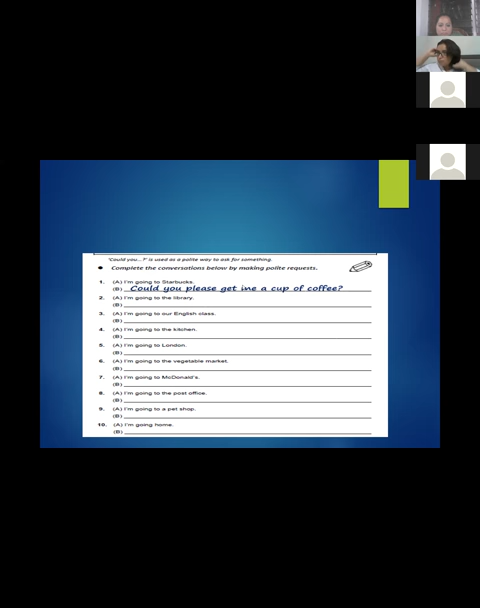 'Could you...?' is used as a polite way to ask for something.
Complete the conversations below by making polite requests.
1. (A) I'm going to Starbucks.
(B) Could you please get me a cup of coffee?
2. (A) I'm going to the library.
(B)
3. (A) I'm going to our English class.
(B)
4. (A) I'm going to the kitchen.
(B)
5. (A) I'm going to London.
(B)
6. (A) I'm going to the vegetable market.
(B)
7. (A) I'm going to McDonald's.
(B)
8. (A) I'm going to the post office.
(B)
9. (A) I'm going to a pet shop.
(B)
10. (A) I'm going home.
(B)